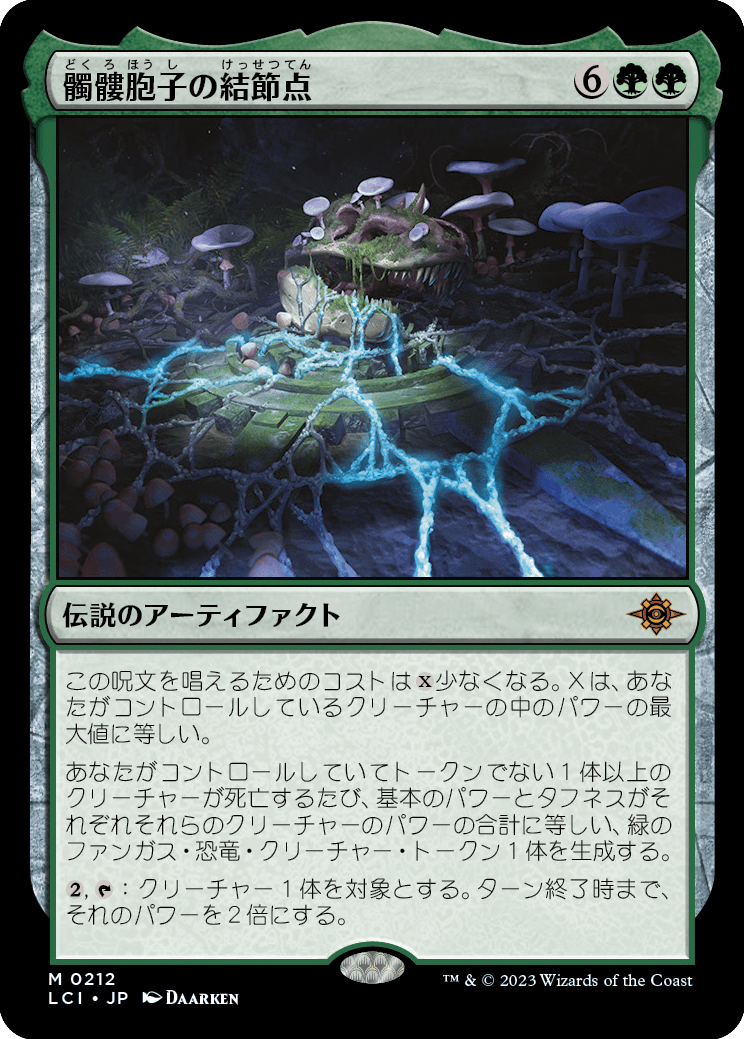 どくろほうし けっせつてん
髑髏胞子の結節点 6
伝説のアーティファクト
この呪文を唱えるためのコストは X 少なくなる。Xは、あな
たがコントロールしているクリーチャーの中のパワーの最
大値に等しい。
あなたがコントロールしていてトークンでない1体以上の
クリーチャーが死亡するたび、基本のパワーとタフネスがそ
れぞれそれらのクリーチャーのパワーの合計に等しい、緑の
ファンガス・恐竜・クリーチャー・トークン1体を生成する。
2, : クリーチャー1体を対象とする。ターン終了時まで、
それのパワーを2倍にする。
M 0212
LCI • JP DAARKEN
™ & © 2023 Wizards of the Coast